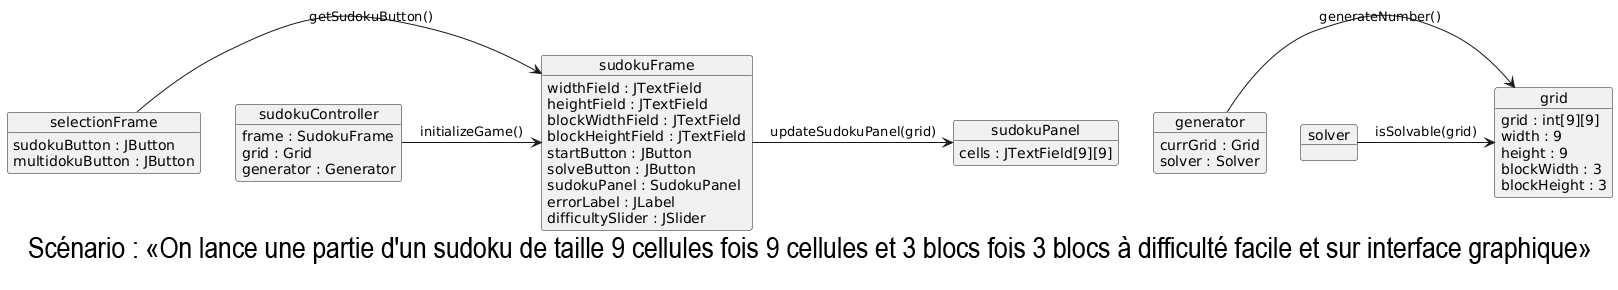 getSudokuButton()
selectionFrame
sudokuButton : JButton
multidokuButton : JButton
sudokuController
frame : SudokuFrame
grid : Grid
generator : Generator
initializeGame()
sudokuFrame
widthField : JTextField
heightField : JTextField
blockWidthField : JTextField
blockHeightField : JTextField
startButton : JButton
solveButton : JButton
sudokuPanel : SudokuPanel
errorLabel : JLabel
difficultySlider : JSlider
updateSudokuPanel(grid)
sudokuPanel
cells : JTextField[9][9]
generateNumber()
generator
currGrid : Grid
solver : Solver
solver
isSolvable(grid)
grid
grid : int[9][9]
width : 9
height : 9
blockWidth : 3
blockHeight : 3
Scénario : «On lance une partie d'un sudoku de taille 9 cellules fois 9 cellules et 3 blocs fois 3 blocs à difficulté facile et sur interface graphique»